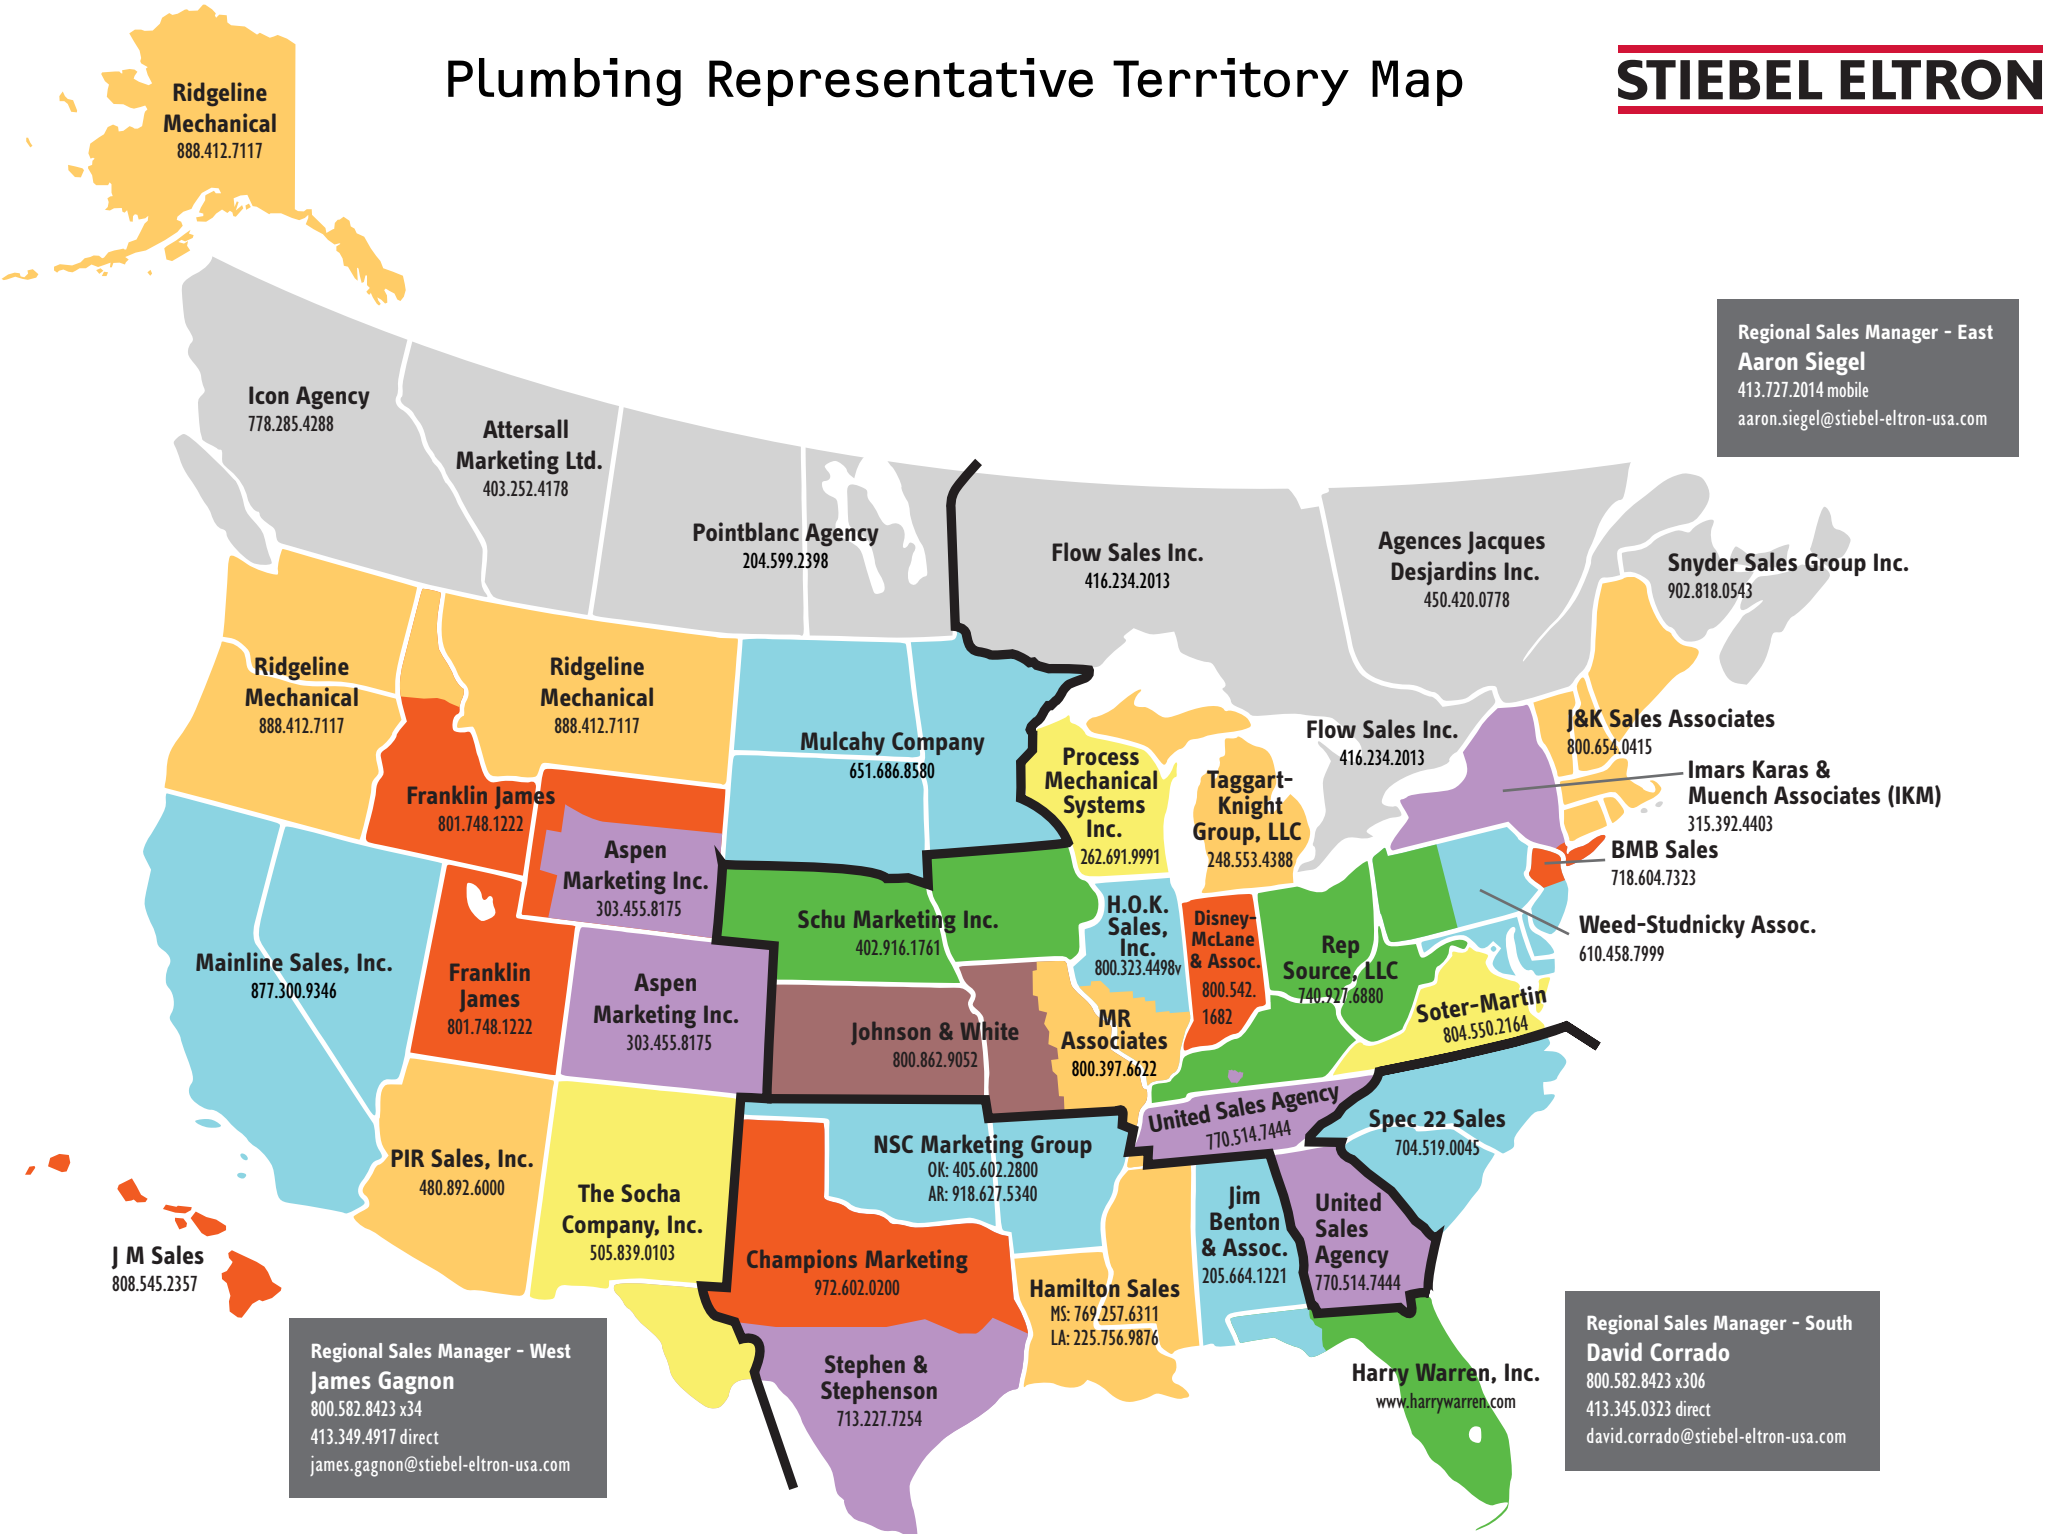 Plumbing Representative Territory Map
STIEBEL ELTRON
Ridgeline
Mechanical
888.412.7117
Regional Sales Manager - East
Aaron Siegel
413.727.2014 mobile
aaron.siegel@stiebel-eltron-usa.com
Icon Agency
778.285.4288
Attersall
Marketing Ltd.
403.252.4178
Pointblanc Agency
204.599.2398
Flow Sales Inc.
416.234.2013
Agences Jacques
Desjardins Inc.
450.420.0778
Snyder Sales Group Inc.
902.818.0543
Ridgeline
Mechanical
888.412.7117
Ridgeline
Mechanical
888.412.7117
Mulcahy Company
651.686.8580
Process
Mechanical
Systems
Inc.
262.691.9991
Taggart-
Knight
Group, LLC
248.553.4388
Flow Sales Inc.
416.234.2013
J&K Sales Associates
800.654.0415
Imars Karas &
Muench Associates (IKM)
315.392.4403
BMB Sales
718.604.7323
Weed-Studnicky Assoc.
610.458.7999
Franklin James
801.748.1222
Aspen
Marketing Inc.
303.455.8175
Schu Marketing Inc.
402.916.1761
H.O.K.
Sales,
Inc.
800.323.4498v
Disney-
McLane
& Assoc.
800.542.
1682
Rep
Source, LLC
740.927.6880
Soter-Martin
804.550.2164
Mainline Sales, Inc.
877.300.9346
Franklin
James
801.748.1222
Aspen
Marketing Inc.
303.455.8175
Johnson & White
800.862.9052
MR
Associates
800.397.6622
United Sales Agency
770.514.7444
Spec 22 Sales
704.519.0045
PIR Sales, Inc.
480.892.6000
The Socha
Company, Inc.
505.839.0103
NSC Marketing Group
OK: 405.602.2800
AR: 918.627.5340
Jim
Benton
& Assoc.
205.664.1221
United
Sales
Agency
770.514.7444
J M Sales
808.545.2357
Champions Marketing
972.602.0200
Hamilton Sales
MS: 769.257.6311
LA: 225.756.9876
Stephen &
Stephenson
713.227.7254
Harry Warren, Inc.
www.harrywarren.com
Regional Sales Manager - West
James Gagnon
800.582.8423 x34
413.349.4917 direct
james.gagnon@stiebel-eltron-usa.com
Regional Sales Manager - South
David Corrado
800.582.8423 x306
413.345.0323 direct
david.corrado@stiebel-eltron-usa.com